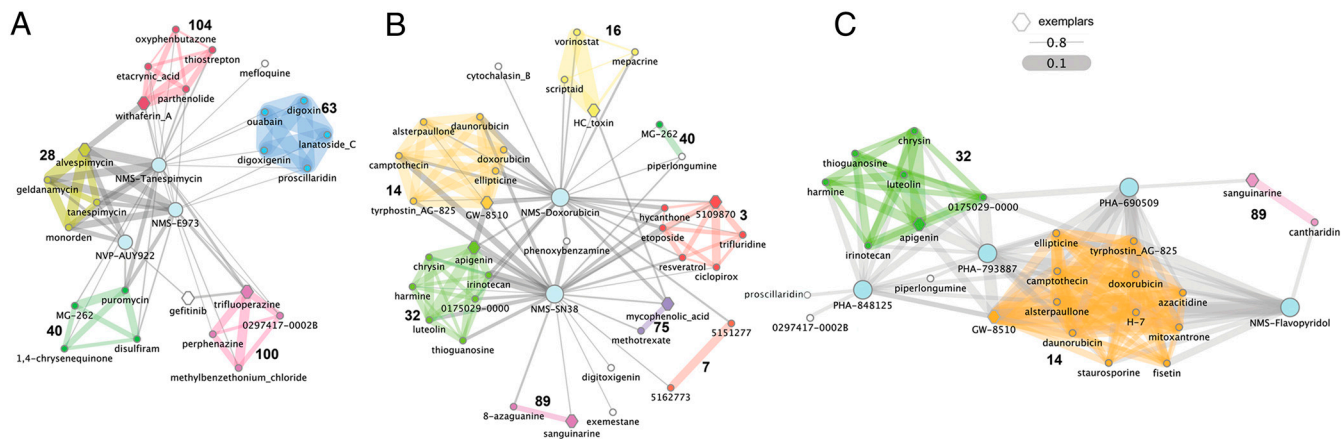 A
104
oxyphenbutazone
thiostrepton
etacrynic_acid
mefloquine
parthenolide
withaferin_A
digoxin
63
ouabain
lanatoside_C
28
alvespimycin
digoxigenin
NMS-Tanespimycin
proscillaridin
geldanamycin
tanespimycin
NMS-E973
monorden
NVP-AUY922
puromycin
trifluoperazine
MG-262
gefitinib
0297417-0002B
40
perphenazine
disulfiram
100
1,4-chrysenequinone
methylbenzethonium_chloride
B
16
vorinostat
mepacrine
cytochalasin_B
scriptaid
HC_toxin
alsterpaullone
daunorubicin
MG-262
40
camptothecin
doxorubicin
piperlongumine
ellipticine
14
tyrphostin_AG-825
GW-8510
NMS-Doxorubicin
hycanthone
5109870
3
etoposide
trifluridine
phenoxybenzamine
apigenin
chrysin
resveratrol
irinotecan
ciclopirox
harmine
0175029-0000
NMS-SN38
mycophenolic_acid
32
luteolin
75
methotrexate
5151277
thioguanosine
7
digitoxigenin
5162773
89
8-azaguanine
exemestane
sanguinarine
C
exemplars
0.8
0.1
chrysin
32
thioguanosine
luteolin
harmine
sanguinarine
0175029-0000
PHA-690509
89
apigenin
cantharidin
irinotecan
ellipticine
tyrphostin_AG-825
PHA-793887
camptothecin
doxorubicin
piperlongumine
proscillaridin
PHA-848125
azacitidine
alsterpaullone
H-7
NMS-Flavopyridol
0297417-0002B
GW-8510
mitoxantrone
daunorubicin
14
staurosporine
fisetin